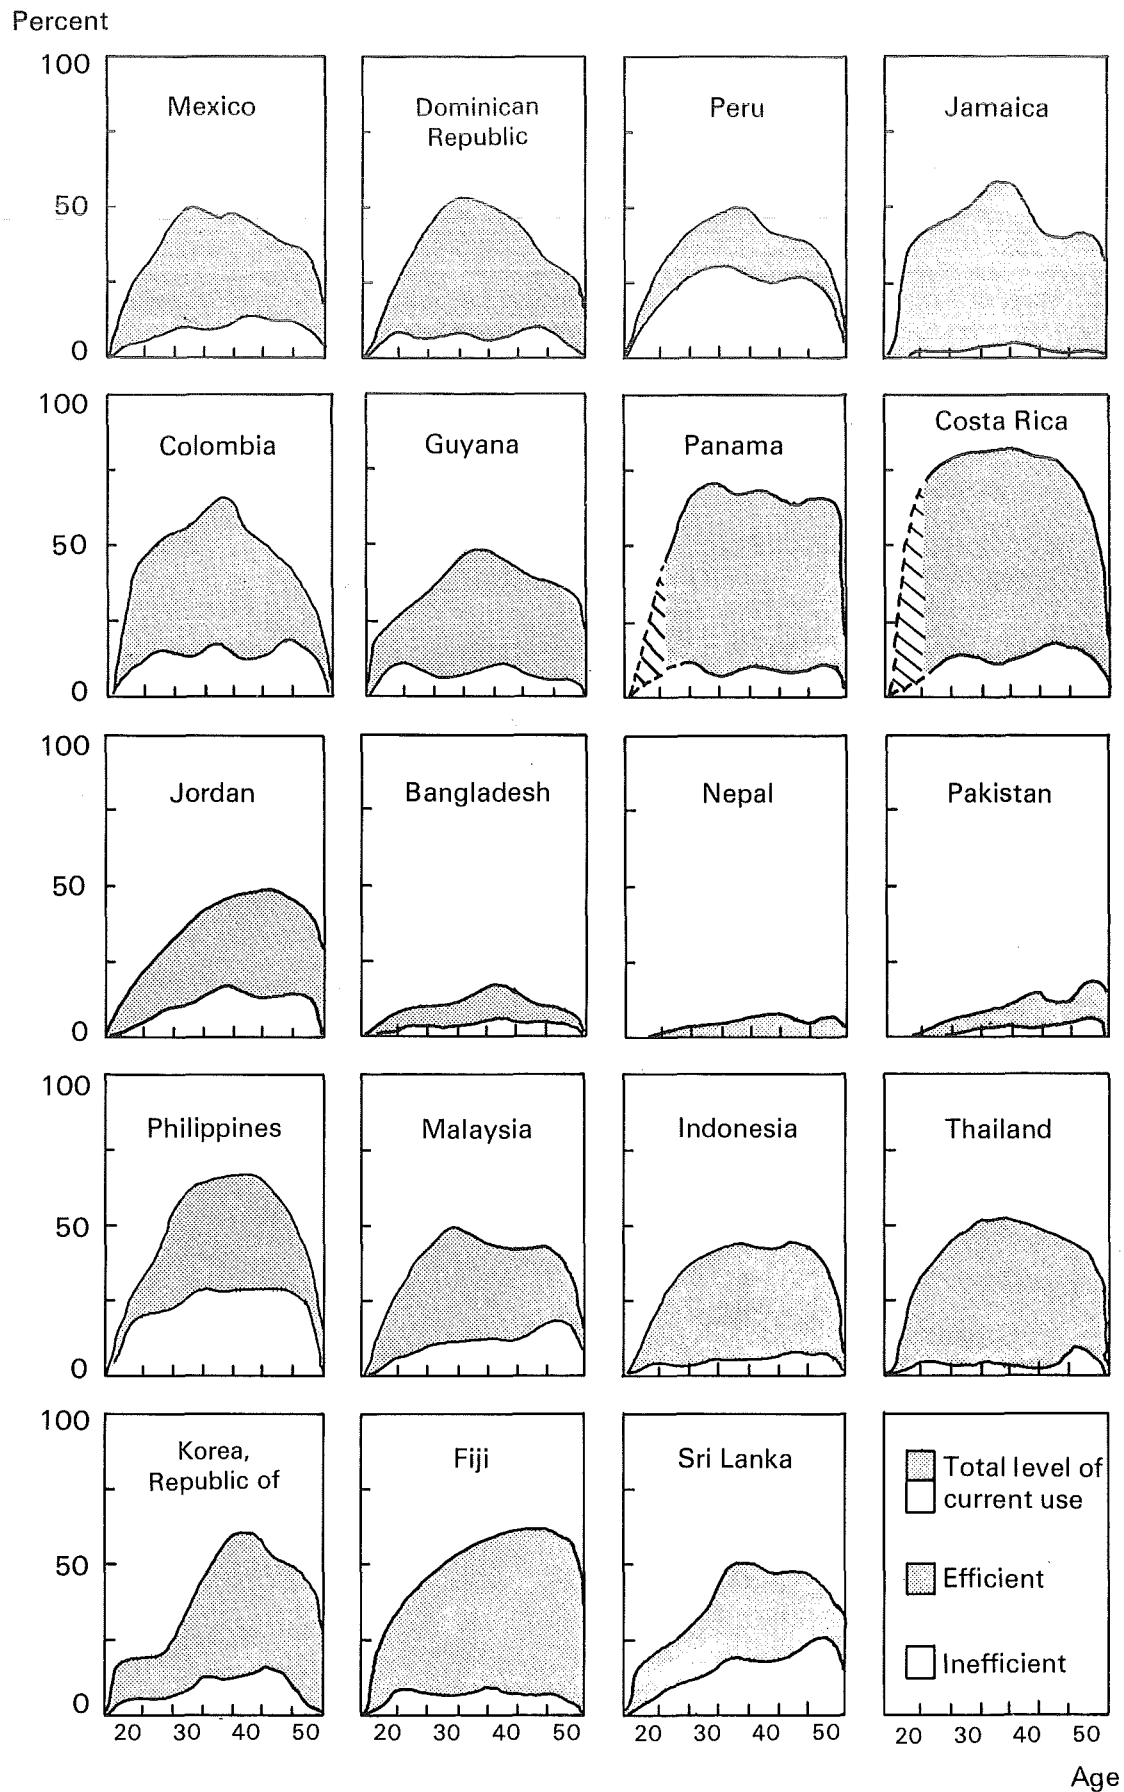 Percent
100
50
0
Mexico
Dominican
Republic
Peru
Jamaica
100
50
0
Colombia
Guyana
Panama
Costa Rica
100
50
0
Jordan
Bangladesh
Nepal
Pakistan
100
50
0
Philippines
Malaysia
Indonesia
Thailand
100
50
0
Korea,
Republic of
Fiji
Sri Lanka
Total level of
current use
Efficient
Inefficient
20 30 40 50
20 30 40 50
20 30 40 50
20 30 40 50
Age